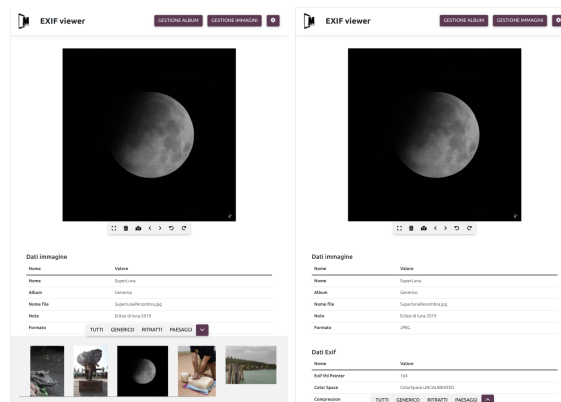 EXIF viewer
GESTIONE ALBUM
GESTIONE IMMAGINI
Dati immagine
Nome Valore
Nome SuperLuna
Album Generico
Nome file SuperlunaPenombra.jpg
Note Eclissi di luna 2019
Formato
TUTTI GENERICO RITRATTI PAESAGGI
EXIF viewer
GESTIONE ALBUM
GESTIONE IMMAGINI
Dati immagine
Nome Valore
Nome SuperLuna
Album Generico
Nome file SuperlunaPenombra.jpg
Note Eclissi di luna 2019
Formato JPEG
Dati Exif
Nome Valore
Exif Ifd Pointer
Color Space ColorSpace UNCALIBRATED
Compression
TUTTI GENERICO RITRATTI PAESAGGI